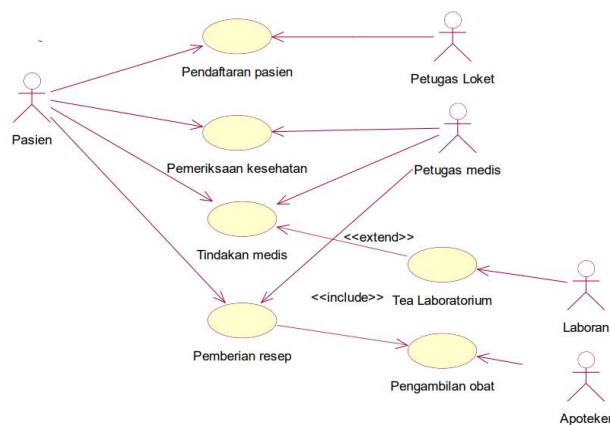 ~
Pendaftaran pasien
Petugas Loket
Pasien
Pemeriksaan kesehatan
Petugas medis
<<extend>>
Tindakan medis
<<include>>
Tea Laboratorium
Laboran
Pemberian resep
Pengambilan obat
Apoteker